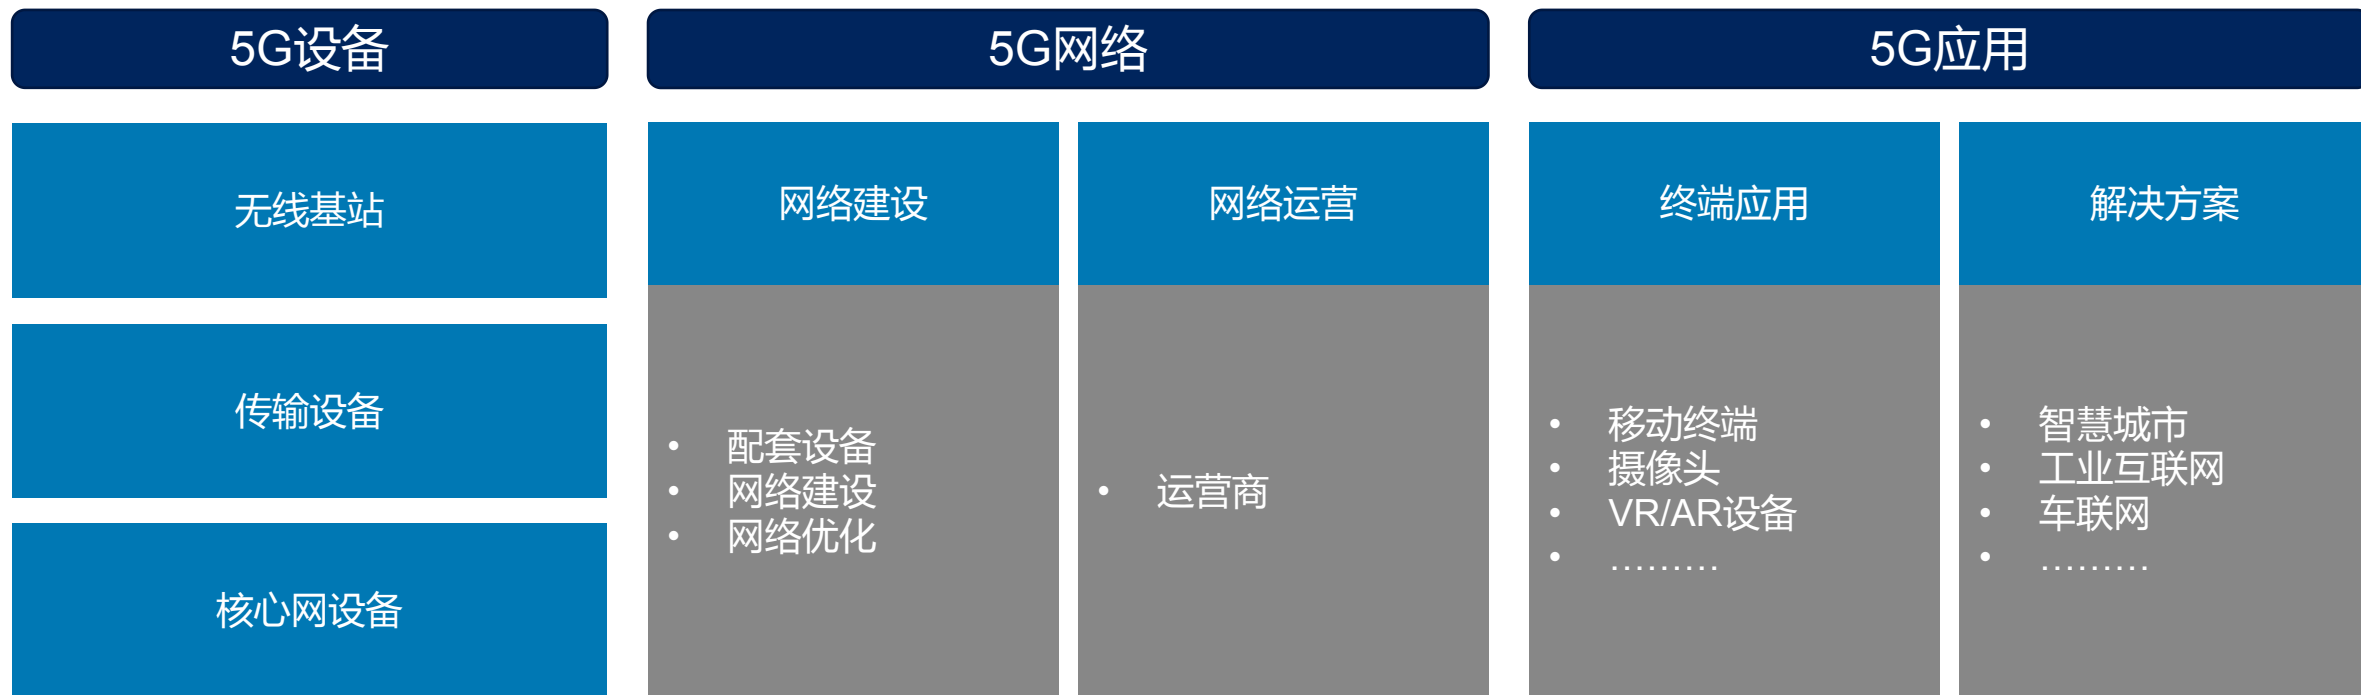 5G设备
无线基站
传输设备
核心网设备
5G网络
网络建设
• 配套设备
• 网络建设
• 网络优化
网络运营
• 运营商
5G应用
终端应用
• 移动终端
• 摄像头
• VR/AR设备
• ………
解决方案
• 智慧城市
• 工业互联网
• 车联网
• ………